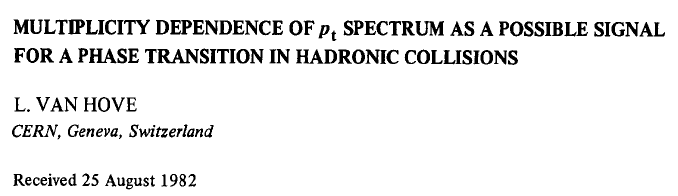 MULTIPLICITY DEPENDENCE OF pt SPECTRUM AS A POSSIBLE SIGNAL
FOR A PHASE TRANSITION IN HADRONIC COLLISIONS
L. VAN HOVE
CERN, Geneva, Switzerland
Received 25 August 1982